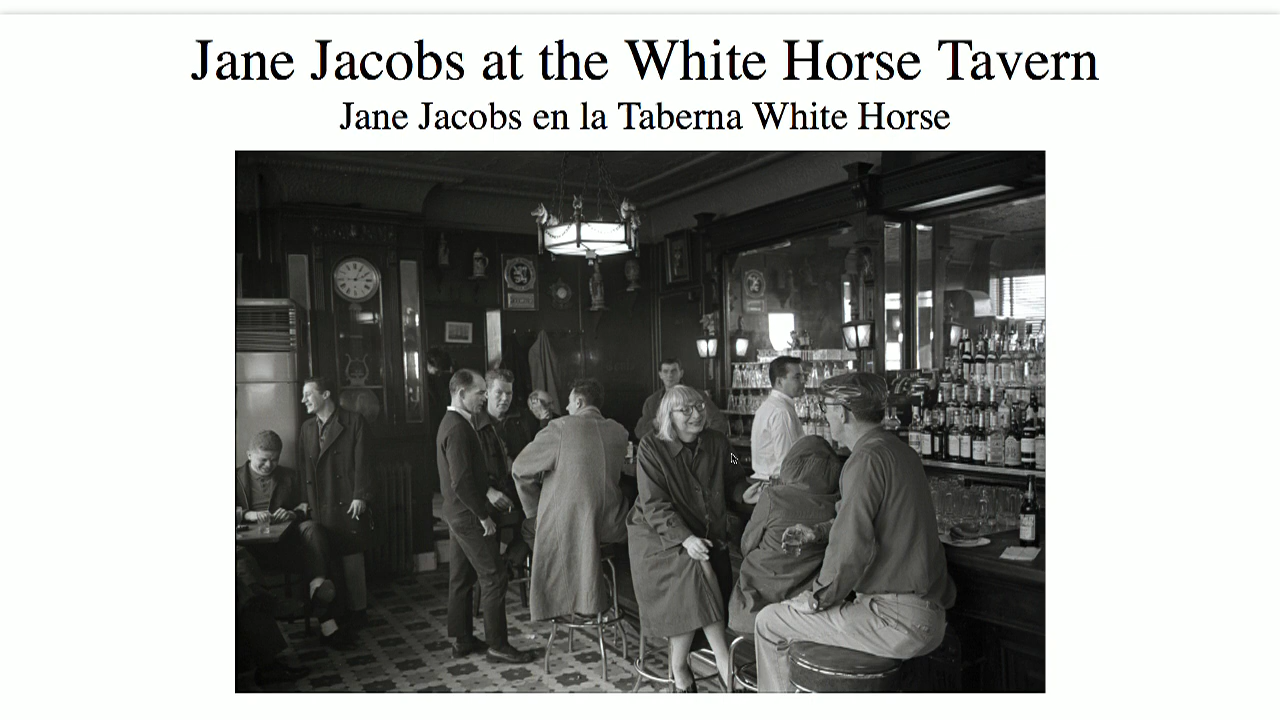 Jane Jacobs at the White Horse Tavern
Jane Jacobs en la Taberna White Horse